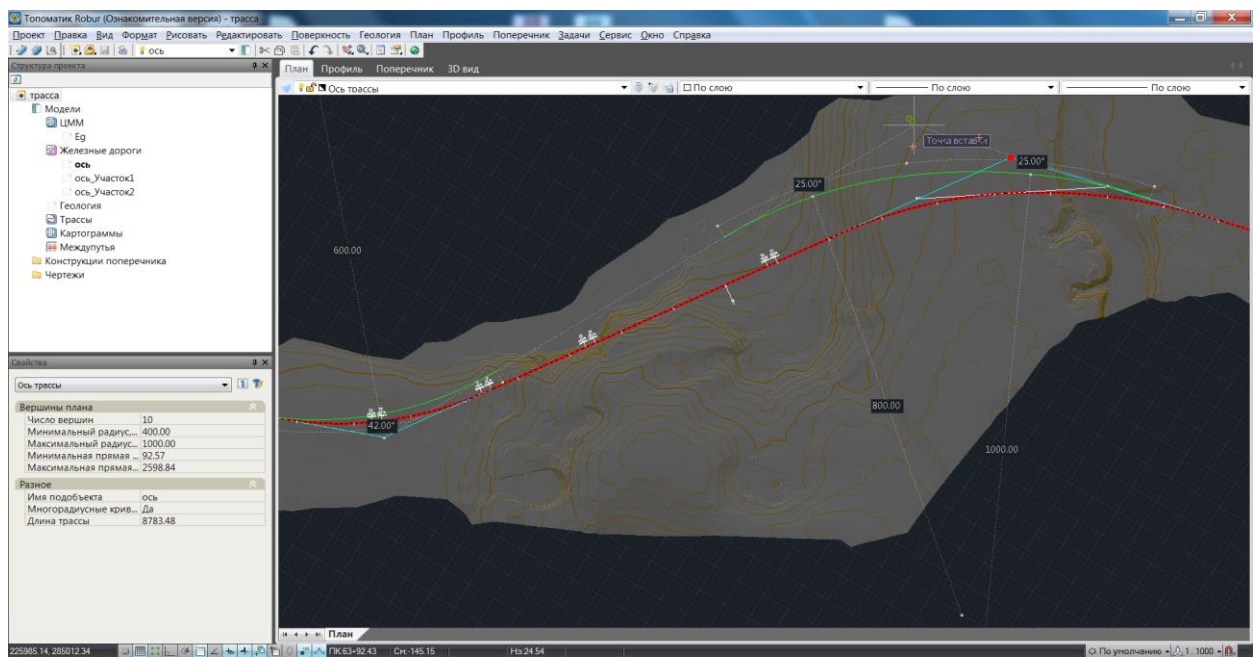 Топоматик Robur (Ознакомительная версия) - трасса
Проект Правка Вид Формат Рисовать Редактировать Поверхность Геология План Профиль Поперечник Задачи Сервис Окно Справка
ось
Структура проекта
План Профиль Поперечник 3D вид
Ось трассы По слою По слою По слою
трасса
Модели
ЦММ
Eg
Железные дороги
ось
ось_Участок1
ось_Участок2
Геология
Трассы
Картограммы
Междупутья
Конструкции поперечника
Чертежи
Точка вставки
25.00°
25.00°
600.00
42.00°
800.00
1000.00
Свойства
Ось трассы
Вершины плана
Число вершин 10
Минимальный радиус,... 400.00
Максимальный радиус... 1000.00
Минимальная прямая ... 92.57
Максимальная прямая... 2598.84
Разное
Имя подобъекта ось
Многорадиусные крив... Да
Длина трассы 8783.48
План
225985.14, 285012.34 ПК:63+92.43 См:-145.15 Hз:24.54 По умолчанию 1 : 1000